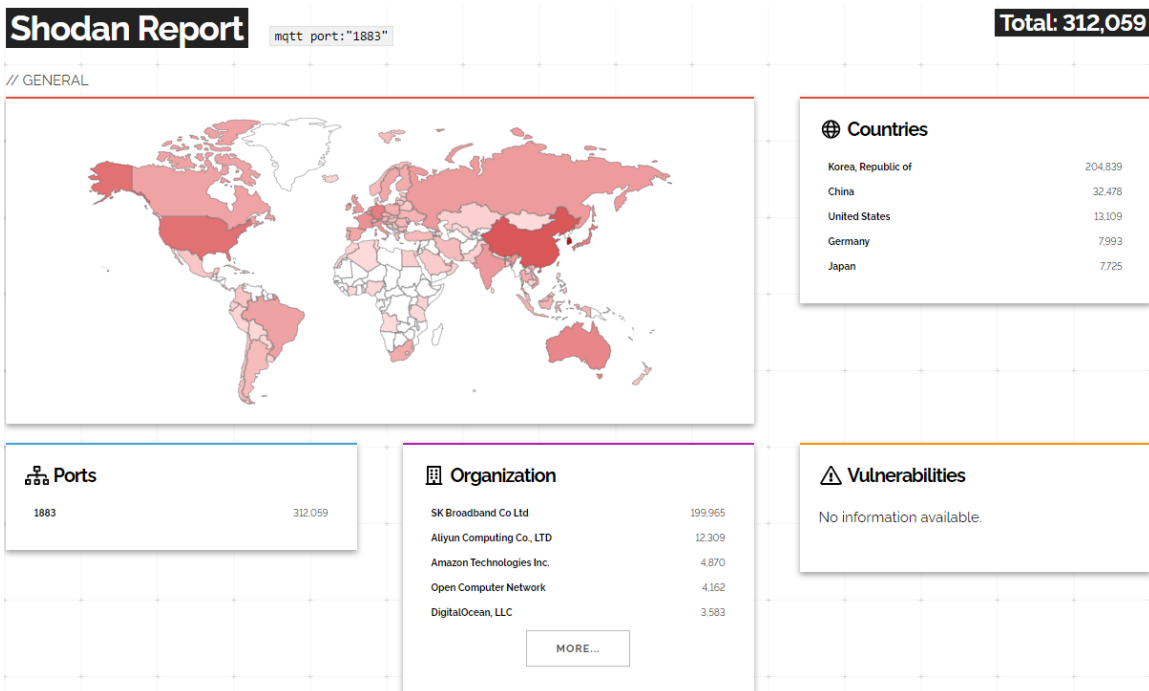 Shodan Report
mqtt port:"1883"
Total: 312,059
// GENERAL
Countries
Korea, Republic of 204,839
China 32,478
United States 13,109
Germany 7,993
Japan 7,725
Ports
1883 312,059
Organization
SK Broadband Co Ltd 199,965
Aliyun Computing Co., LTD 12,309
Amazon Technologies Inc. 4,870
Open Computer Network 4,162
DigitalOcean, LLC 3,583
MORE...
Vulnerabilities
No information available.